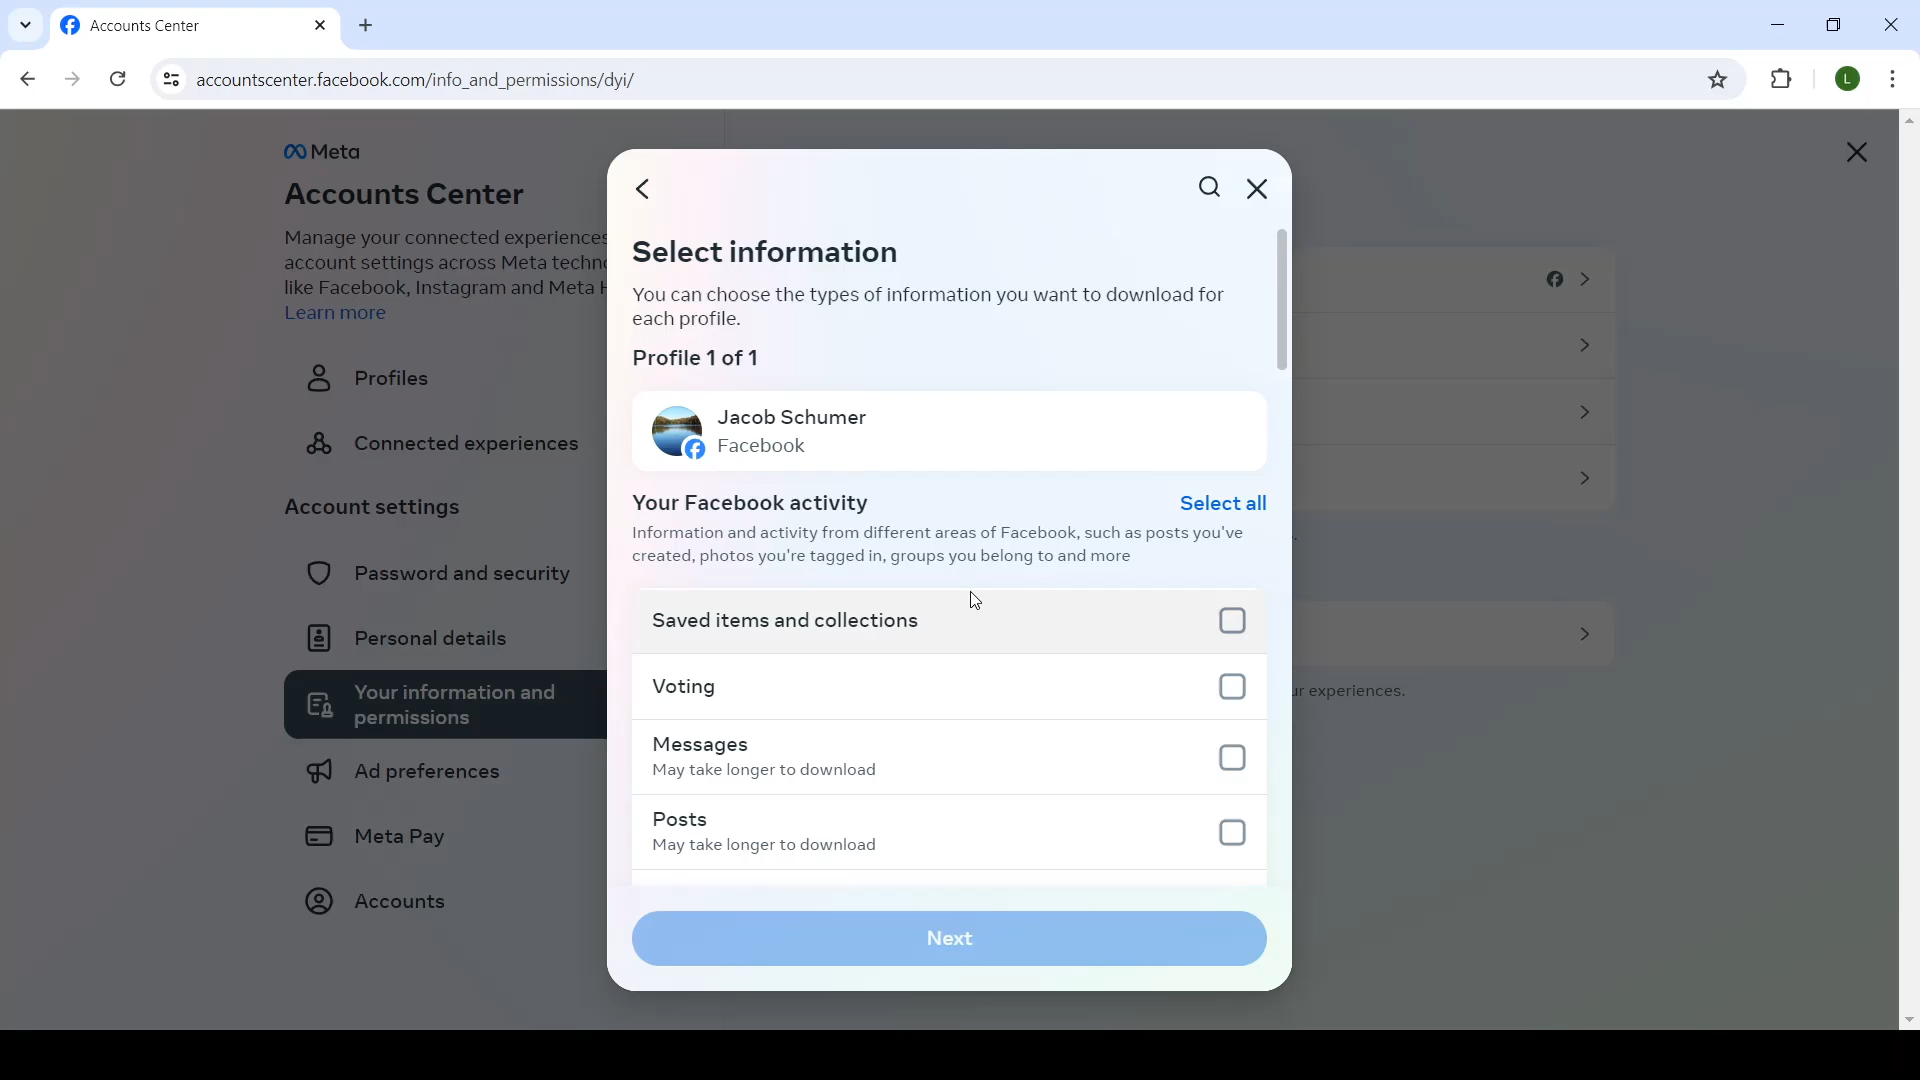 Accounts Center
accountscenter.facebook.com/info_and_permissions/dyi/
L
Meta
Accounts Center
Manage your connected experiences
account settings across Meta techno
like Facebook, Instagram and Meta H
Learn more
Profiles
Connected experiences
Account settings
Password and security
Personal details
Your information and
permissions
Ad preferences
Meta Pay
Accounts
Select information
You can choose the types of information you want to download for
each profile.
Profile 1 of 1
Jacob Schumer
Facebook
Your Facebook activity
Select all
Information and activity from different areas of Facebook, such as posts you've
created, photos you're tagged in, groups you belong to and more
Saved items and collections
Voting
Messages
May take longer to download
Posts
May take longer to download
Next
ur experiences.